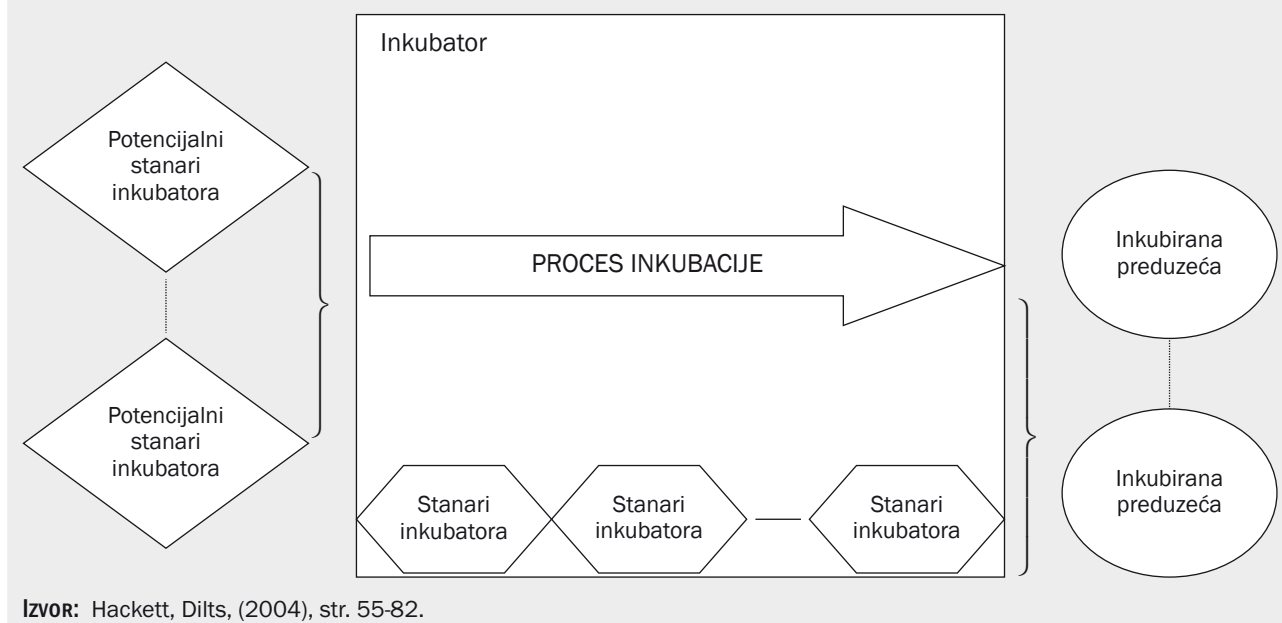 Inkubator
Potencijalni
stanari
inkubatora
Potencijalni
stanari
inkubatora
PROCES INKUBACIJE
Stanari
inkubatora
Stanari
inkubatora
Stanari
inkubatora
Inkubirana
preduzeća
Inkubirana
preduzeća
IZVOR: Hackett, Dilts, (2004), str. 55-82.